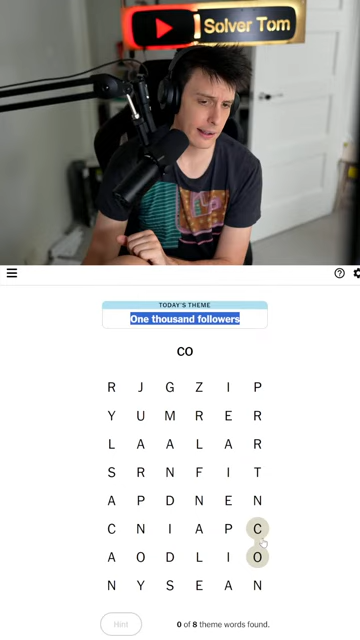 Solver Tom
TODAY'S THEME
One thousand followers
CO
R J G Z I P
Y U M R E R
L A A L A R
S R N F I T
A P D N E N
C N I A P C
A O D L I O
N Y S E A N
Hint
0 of 8 theme words found.